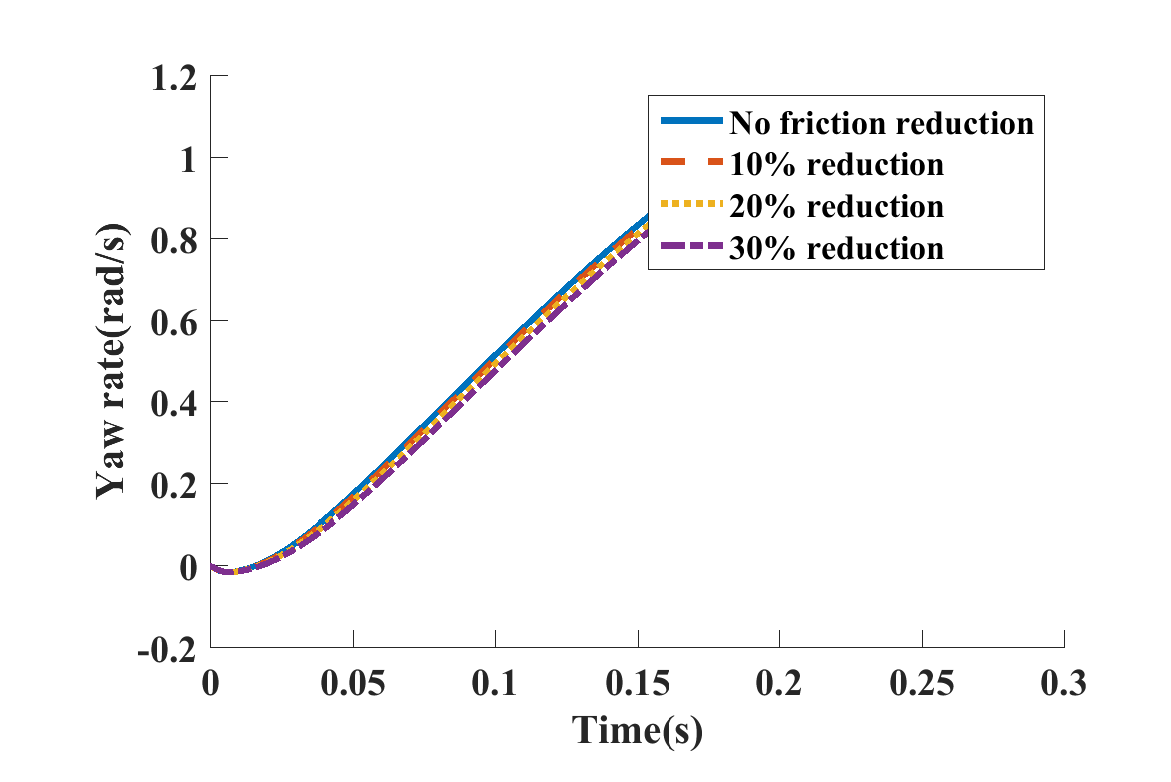 1.2
1
0.8
0.6
0.4
0.2
0
-0.2
Yaw rate(rad/s)
No friction reduction
10% reduction
20% reduction
30% reduction
0 0.05 0.1 0.15 0.2 0.25 0.3
Time(s)